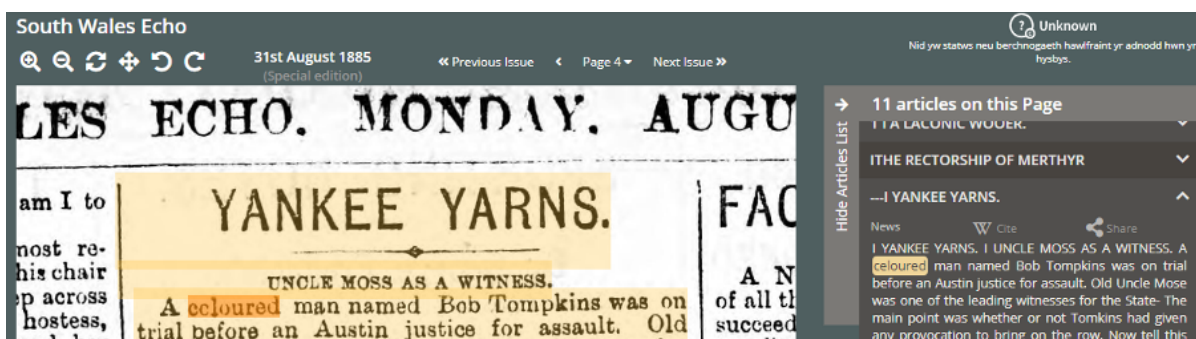 South Wales Echo
31st August 1885
(Special edition)
« Previous Issue ‹ Page 4 Next Issue »
Unknown
Nid yw statws neu berchnogaeth hawlfraint yr adnodd hwn yn
hysbys.
LES ECHO. MONDAY. AUGU
am I to
most re-
his chair
p across
hostess,
YANKEE YARNS.
UNCLE MOSS AS A WITNESS.
A coloured man named Bob Tompkins was on
trial before an Austin justice for assault. Old
FAC
A N
of all th
succeed
Hide Articles List
11 articles on this Page
11A LACONIC WOOER.
ITHE RECTORSHIP OF MERTHYR
---I YANKEE YARNS.
News Cite Share
I YANKEE YARNS. I UNCLE MOSS AS A WITNESS. A
celoured man named Bob Tompkins was on trial
before an Austin justice for assault. Old Uncle Mose
was one of the leading witnesses for the State- The
main point was whether or not Tomkins had given
any provocation to bring on the row. Now tell this